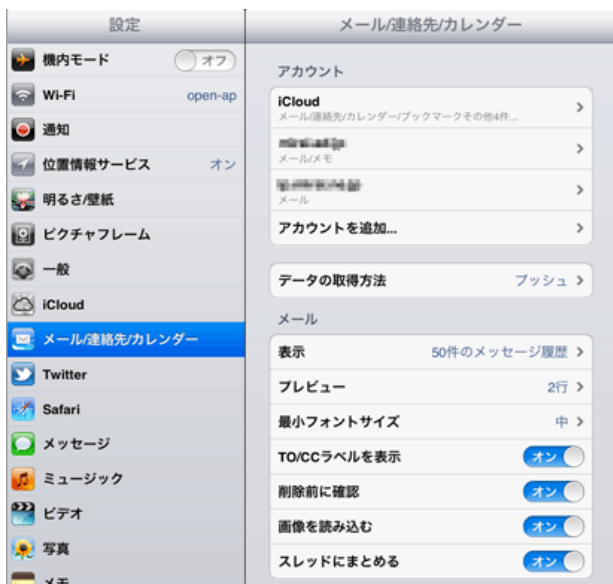 設定
機内モード オフ
Wi-Fi open-ap
通知
位置情報サービス オン
明るさ/壁紙
ピクチャフレーム
一般
iCloud
メール/連絡先/カレンダー
Twitter
Safari
メッセージ
ミュージック
ビデオ
写真
メモ
メール/連絡先/カレンダー
アカウント
iCloud
メール/連絡先/カレンダー/ブックマークその他4件...
メール/メモ
メール
アカウントを追加...
データの取得方法 プッシュ
メール
表示 50件のメッセージ履歴
プレビュー 2行
最小フォントサイズ 中
TO/CCラベルを表示 オン
削除前に確認 オン
画像を読み込む オン
スレッドにまとめる オン